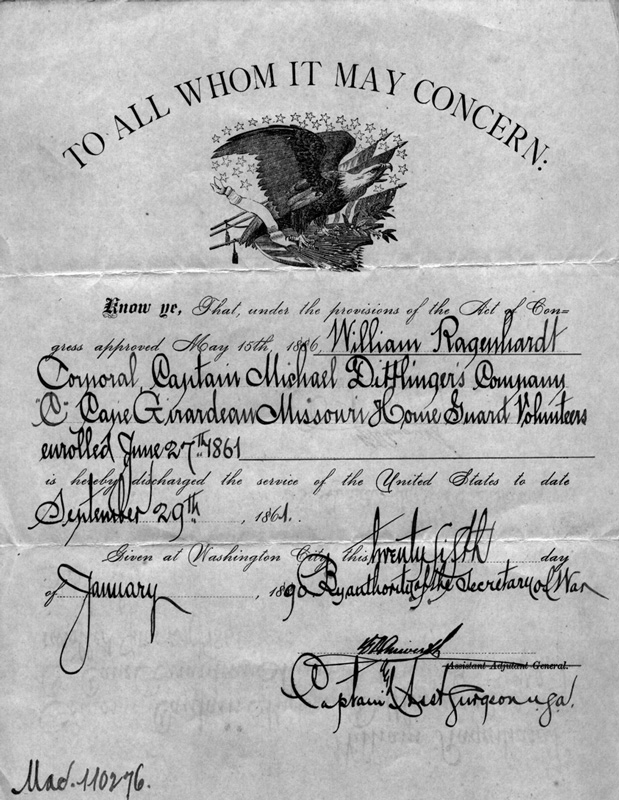 TO ALL WHOM IT MAY CONCERN:
Know ye, That, under the provisions of the Act of Con=
gress approved May 15th, 1886, William Ragenhardt
Corporal, Captain Michael Dittlinger's Company
"C" Cape Girardeau Missouri Home Guard Volunteers
enrolled June 27th 1861
is hereby discharged the service of the United States to date
September 29th, 1861.
Given at Washington City this, twenty fifth day
of January, 1890 By authority of the Secretary of War
Assistant Adjutant General.
Captain & Asst Surgeon U.S.A.
Mad. 110276.